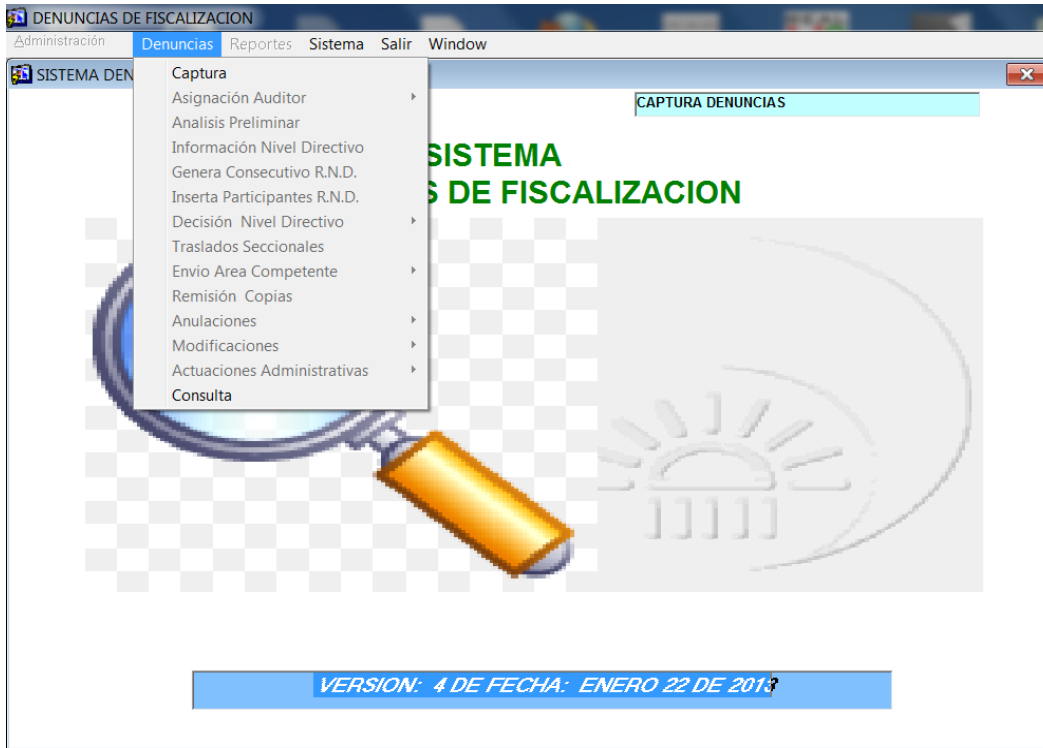 DENUNCIAS DE FISCALIZACION
Administración Denuncias Reportes Sistema Salir Window
SISTEMA DEN
CAPTURA DENUNCIAS
Captura
Asignación Auditor
Analisis Preliminar
Información Nivel Directivo
Genera Consecutivo R.N.D.
Inserta Participantes R.N.D.
Decisión Nivel Directivo
Traslados Seccionales
Envio Area Competente
Remisión Copias
Anulaciones
Modificaciones
Actuaciones Administrativas
Consulta
SISTEMA
S DE FISCALIZACION
VERSION: 4 DE FECHA: ENERO 22 DE 2013